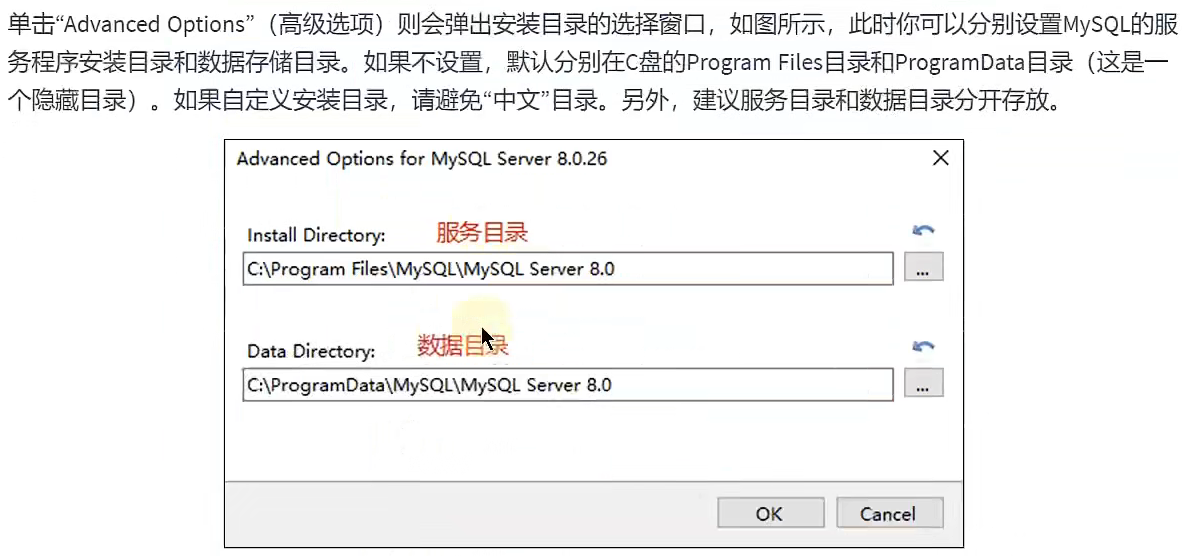 单击“Advanced Options”（高级选项）则会弹出安装目录的选择窗口，如图所示，此时你可以分别设置MySQL的服
务程序安装目录和数据存储目录。如果不设置，默认分别在C盘的Program Files目录和ProgramData目录（这是一
个隐藏目录）。如果自定义安装目录，请避免“中文”目录。另外，建议服务目录和数据目录分开存放。
Advanced Options for MySQL Server 8.0.26
Install Directory: 服务目录
C:\Program Files\MySQL\MySQL Server 8.0
...
Data Directory: 数据目录
C:\ProgramData\MySQL\MySQL Server 8.0
...
OK Cancel